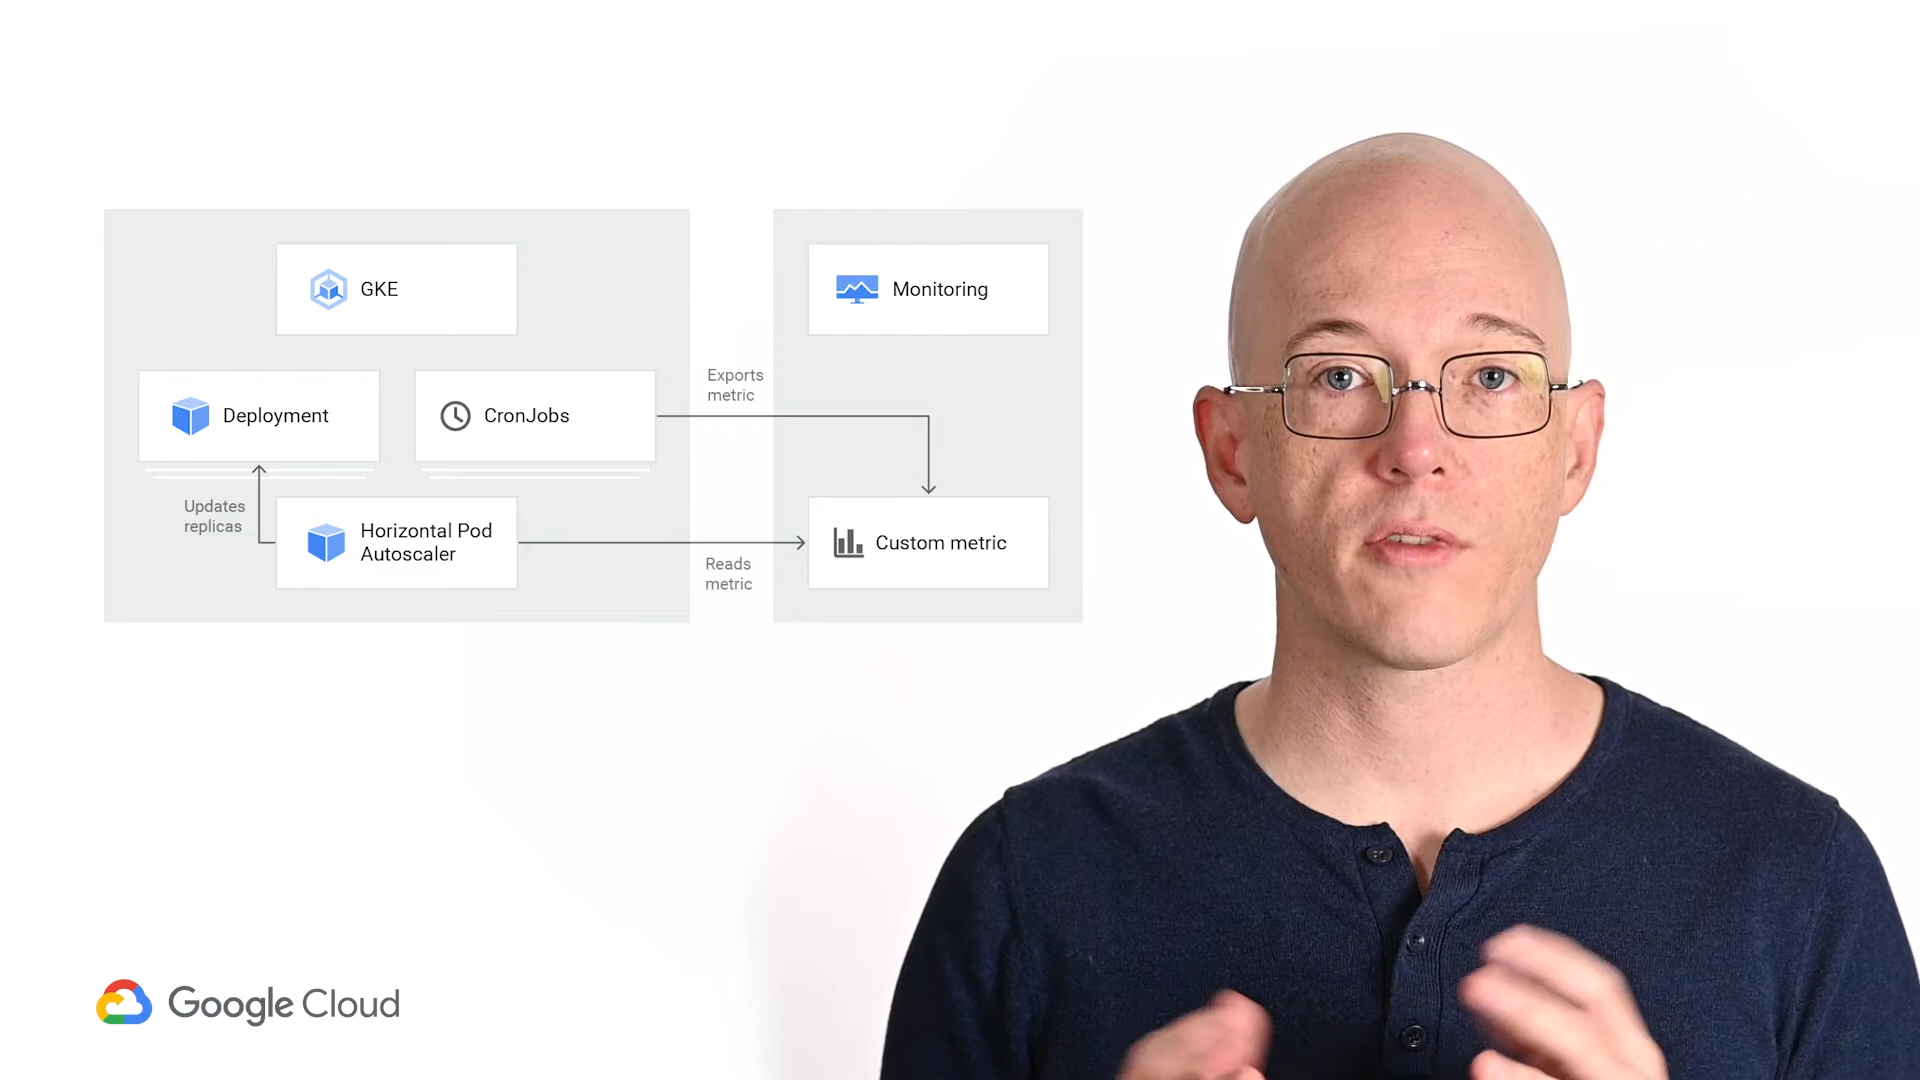 GKE
Monitoring
Deployment
CronJobs
Exports
metric
Updates
replicas
Horizontal Pod
Autoscaler
Custom metric
Reads
metric
Google Cloud